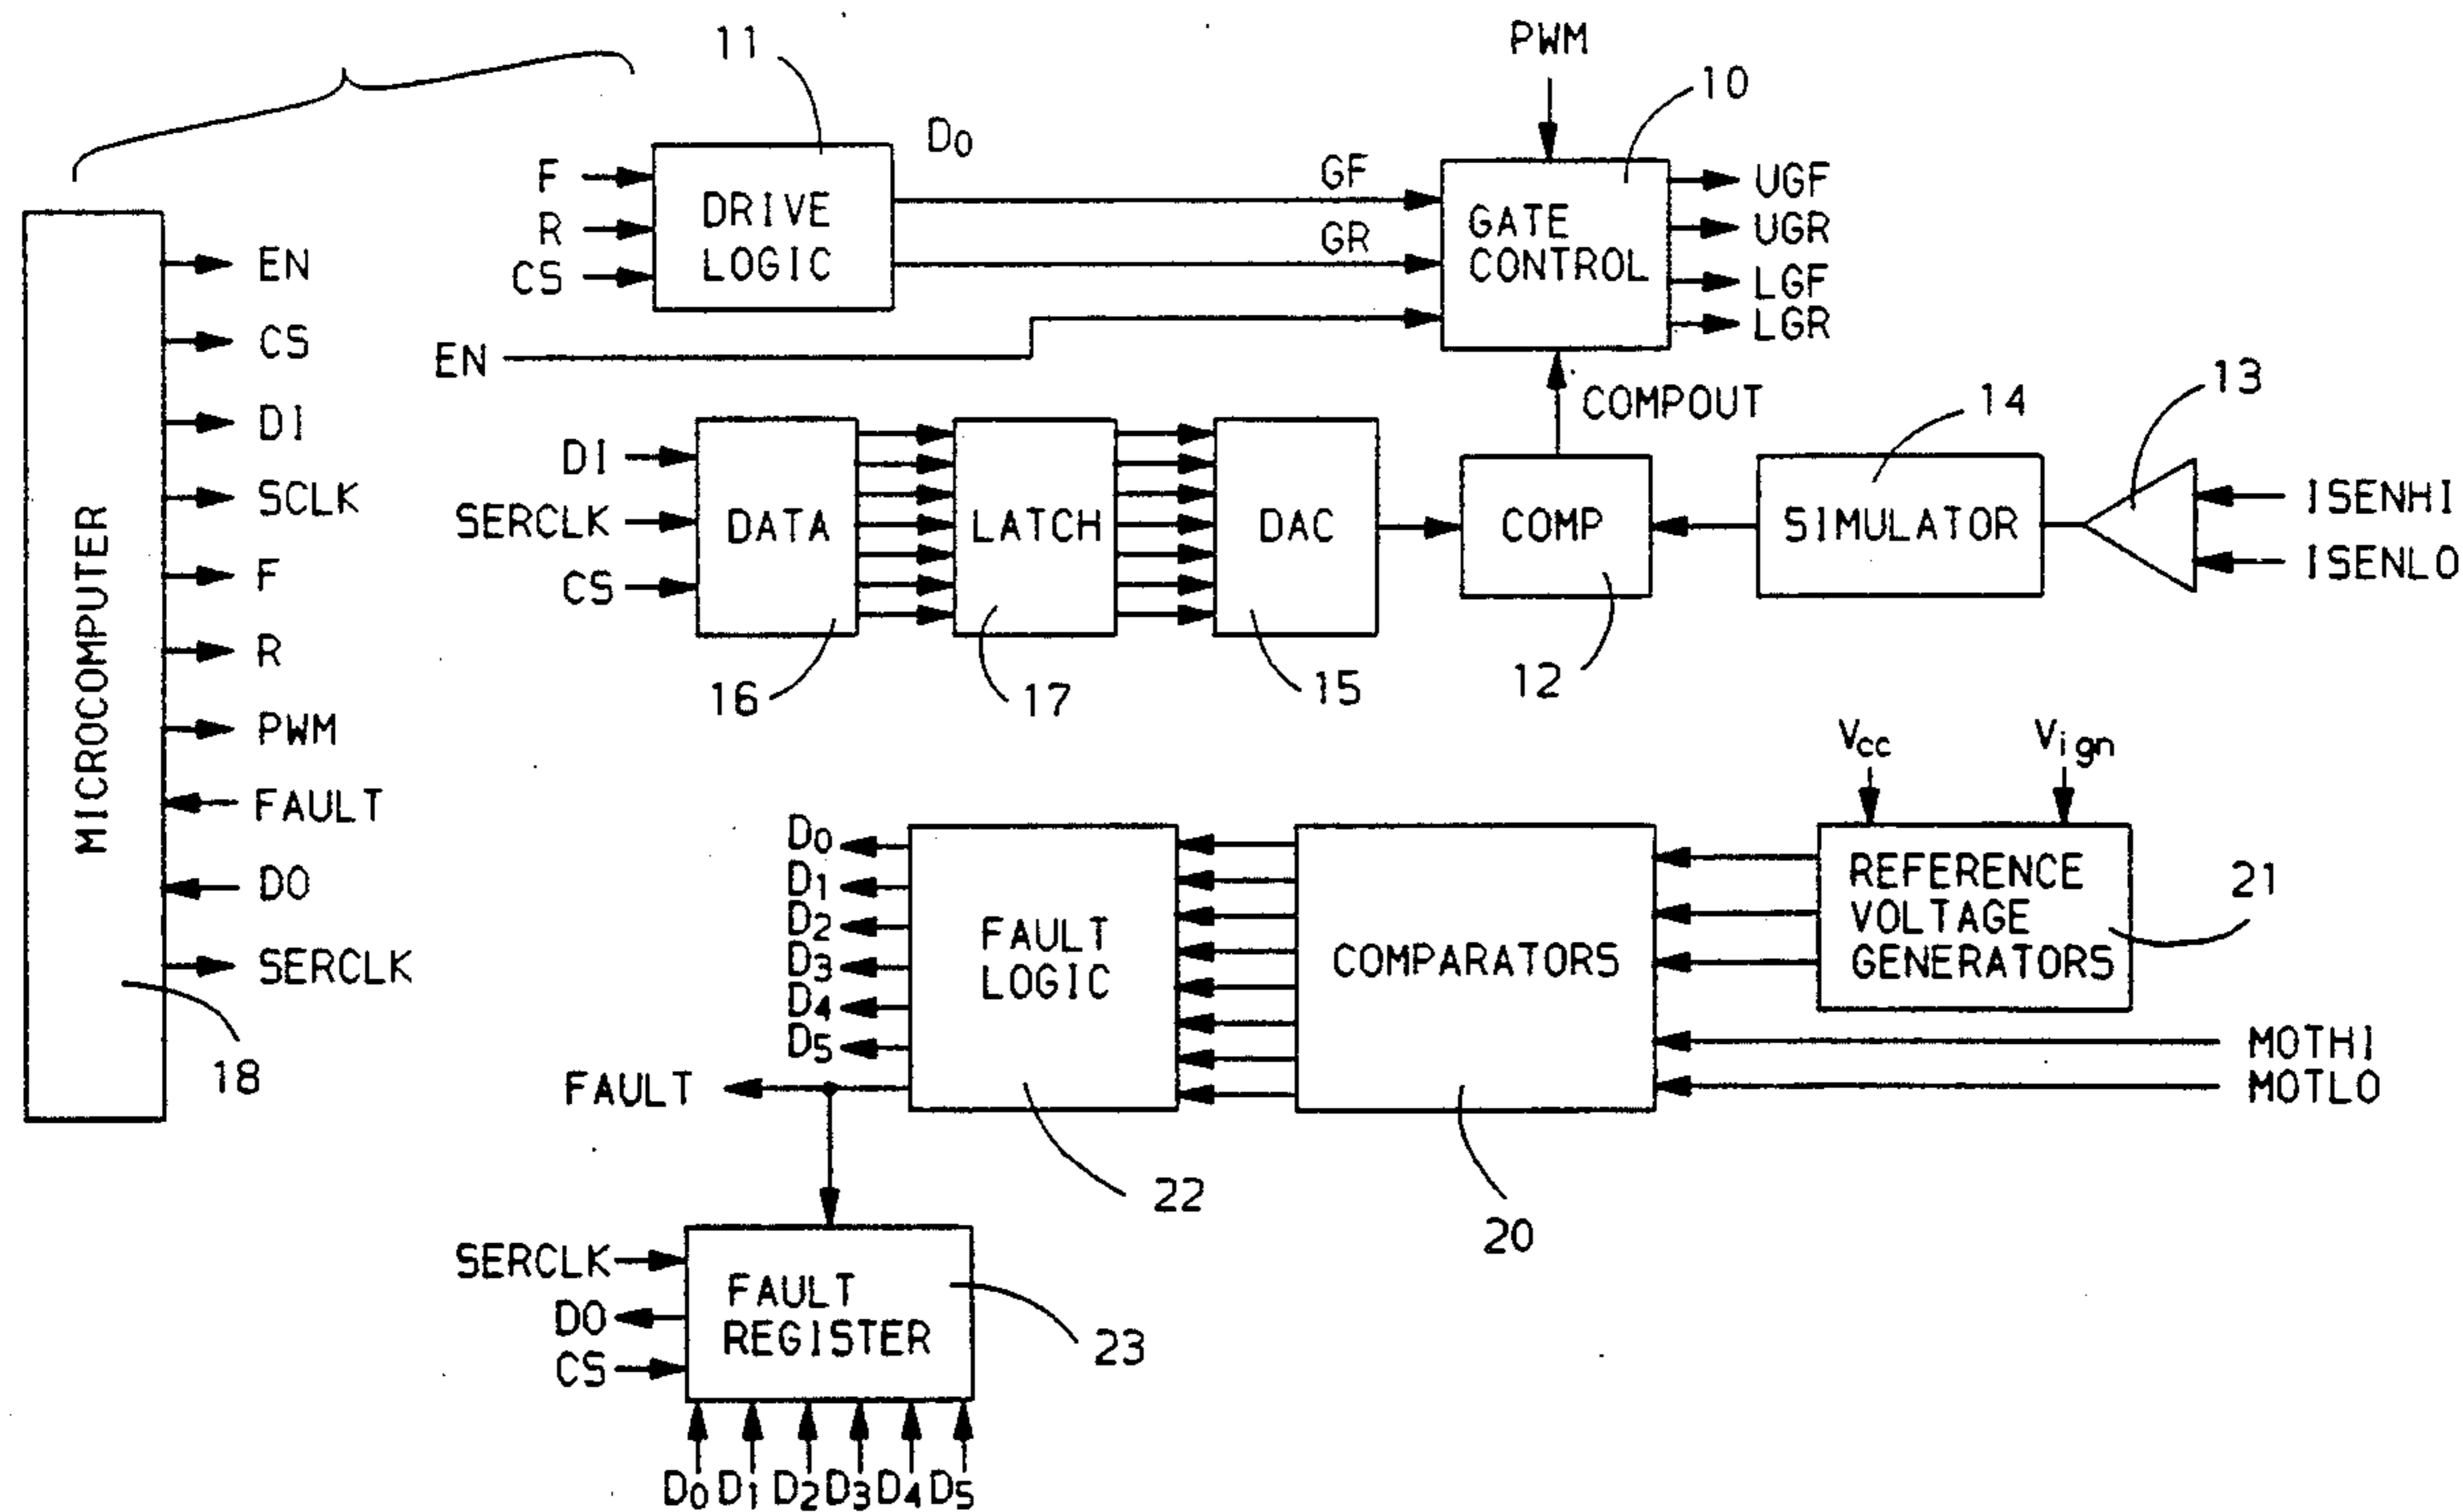 11
PWM
10
D0
F
R
CS
DRIVE
LOGIC
GF
GR
EN
GATE
CONTROL
UGF
UGR
LGF
LGR
COMPOUT
MICROCOMPUTER
EN
CS
DI
SCLK
F
R
PWM
FAULT
DO
SERCLK
18
DI
SERCLK
CS
DATA
16
LATCH
17
DAC
15
COMP
12
SIMULATOR
14
13
ISENHI
ISENLO
Vcc
Vign
REFERENCE
VOLTAGE
GENERATORS
21
MOTHI
MOTLO
COMPARATORS
20
FAULT
LOGIC
22
D0
D1
D2
D3
D4
D5
FAULT
SERCLK
DO
CS
FAULT
REGISTER
23
D0 D1 D2 D3 D4 D5